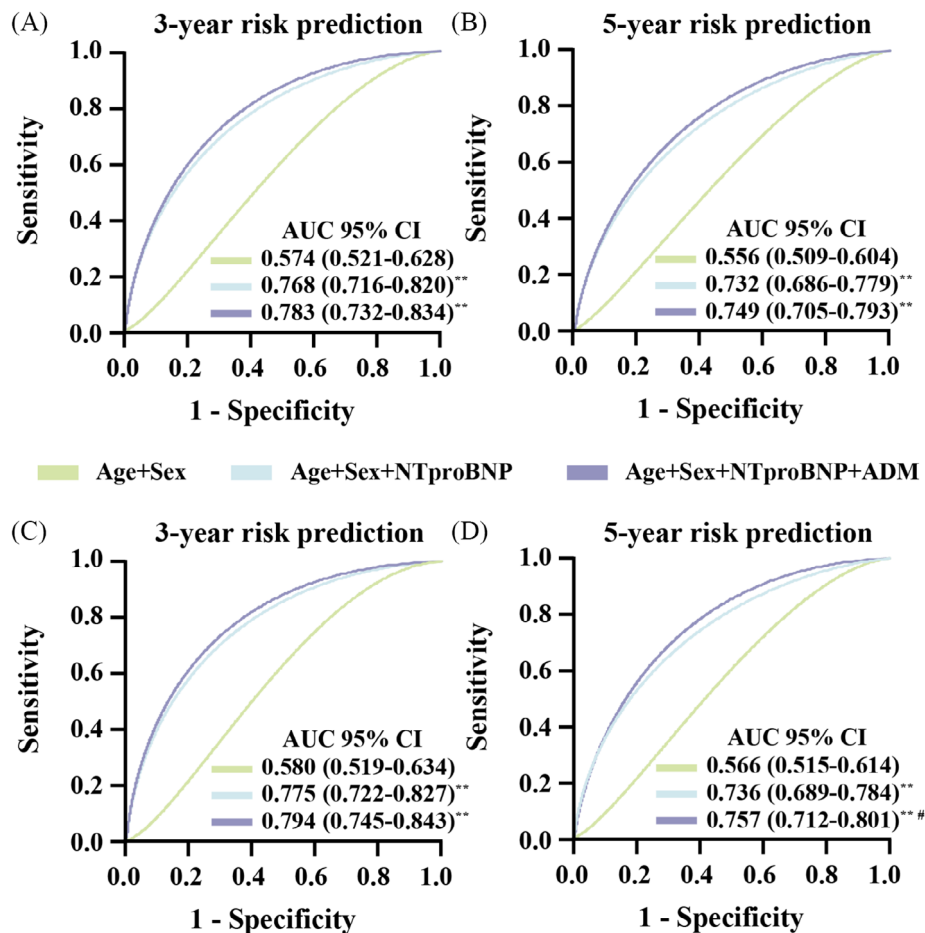 (A) 3-year risk prediction
1.0
0.8
0.6
0.4
0.2
0.0
Sensitivity
AUC 95% CI
0.574 (0.521-0.628)
0.768 (0.716-0.820)**
0.783 (0.732-0.834)**
0.0 0.2 0.4 0.6 0.8 1.0
1 - Specificity
(B) 5-year risk prediction
1.0
0.8
0.6
0.4
0.2
0.0
Sensitivity
AUC 95% CI
0.556 (0.509-0.604)
0.732 (0.686-0.779)**
0.749 (0.705-0.793)**
0.0 0.2 0.4 0.6 0.8 1.0
1 - Specificity
Age+Sex Age+Sex+NTproBNP Age+Sex+NTproBNP+ADM
(C) 3-year risk prediction
1.0
0.8
0.6
0.4
0.2
0.0
Sensitivity
AUC 95% CI
0.580 (0.519-0.634)
0.775 (0.722-0.827)**
0.794 (0.745-0.843)**
0.0 0.2 0.4 0.6 0.8 1.0
1 - Specificity
(D) 5-year risk prediction
1.0
0.8
0.6
0.4
0.2
0.0
Sensitivity
AUC 95% CI
0.566 (0.515-0.614)
0.736 (0.689-0.784)**
0.757 (0.712-0.801)** #
0.0 0.2 0.4 0.6 0.8 1.0
1 - Specificity